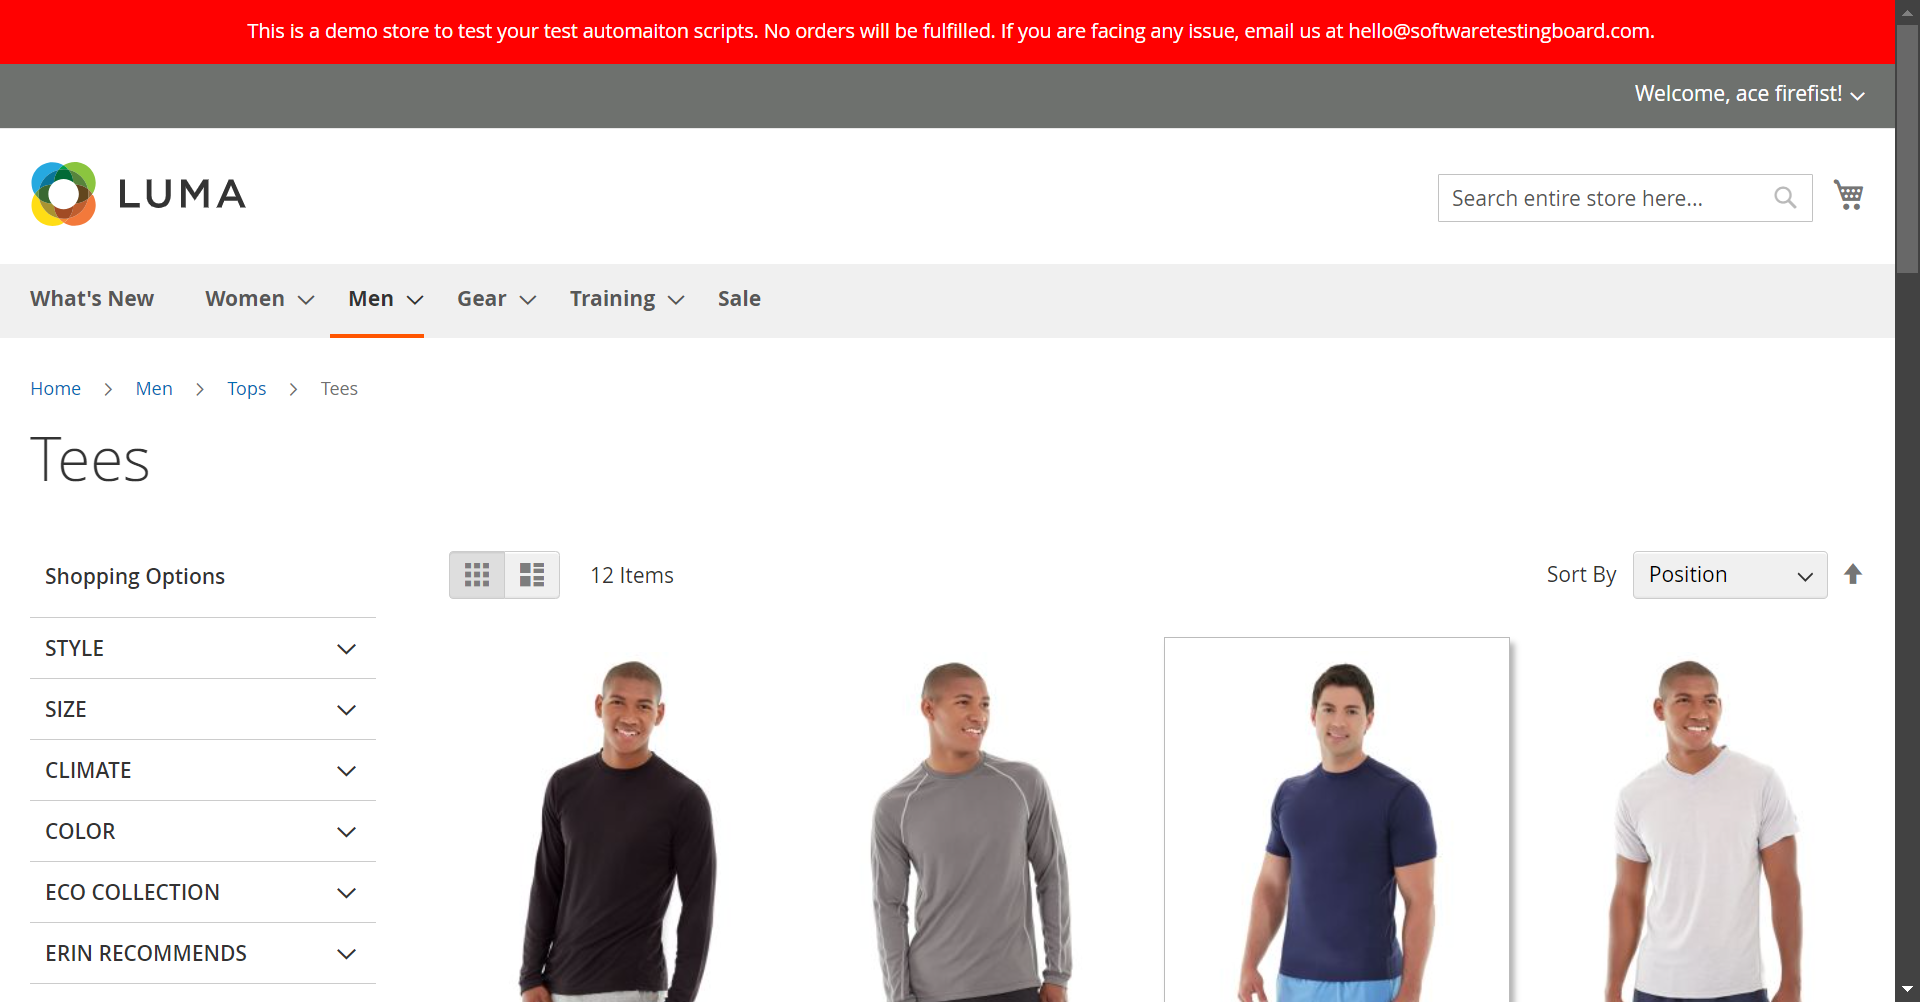 This is a demo store to test your test automaiton scripts. No orders will be fulfilled. If you are facing any issue, email us at hello@softwaretestingboard.com.
Welcome, ace firefist!
LUMA
Search entire store here...
What's New Women Men Gear Training Sale
Home Men Tops Tees
Tees
Shopping Options
12 Items
Sort By Position
STYLE
SIZE
CLIMATE
COLOR
ECO COLLECTION
ERIN RECOMMENDS